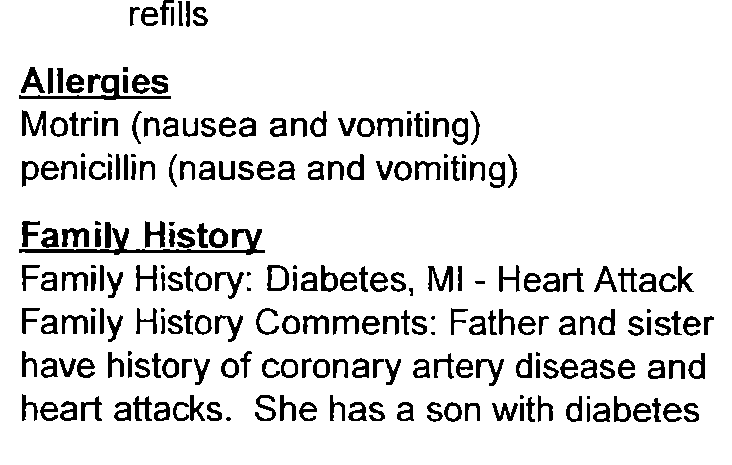 refills
Allergies
Motrin (nausea and vomiting)
penicillin (nausea and vomiting)
Family History
Family History: Diabetes, MI - Heart Attack
Family History Comments: Father and sister
have history of coronary artery disease and
heart attacks.  She has a son with diabetes